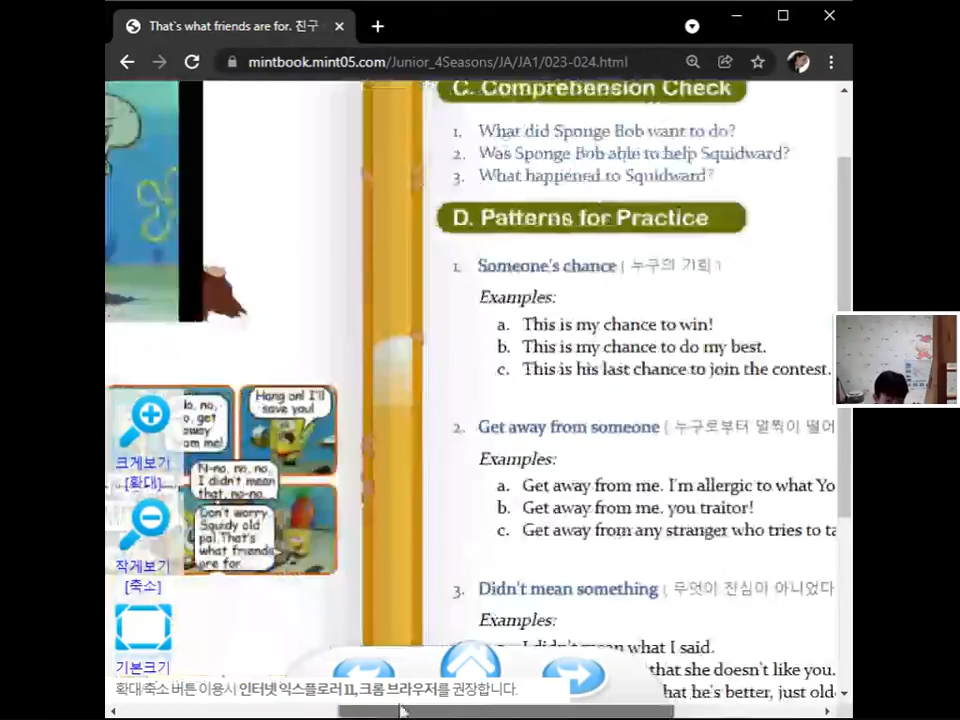 That's what friends are for. 친구
mintbook.mint05.com/Junior_4Seasons/JA/JA1/023-024.html
C. Comprehension Check
1. What did Sponge Bob want to do?
2. Was Sponge Bob able to help Squidward?
3. What happened to Squidward?
D. Patterns for Practice
1. Someone's chance ( 누구의 기회 )
Examples:
a. This is my chance to win!
b. This is my chance to do my best.
c. This is his last chance to join the contest.
2. Get away from someone ( 누구로부터 멀찍이 떨어
Examples:
a. Get away from me. I'm allergic to what Yo
b. Get away from me. you traitor!
c. Get away from any stranger who tries to ta
3. Didn't mean something ( 무엇이 진심이 아니었다
Examples:
I didn't mean what I said.
that she doesn't like you.
hat he's better, just old
no,
o, get
away
om me!
Hang on! I'll
save you!
N-no, no, no,
I didn't mean
that, no-no.
Don't worry
Squidy old
pal. That's
what friends
are for.
크게보기
[확대]
작게보기
[축소]
기본크기
확대/축소 버튼 이용시 인터넷 익스플로러 11, 크롬 브라우저를 권장합니다.